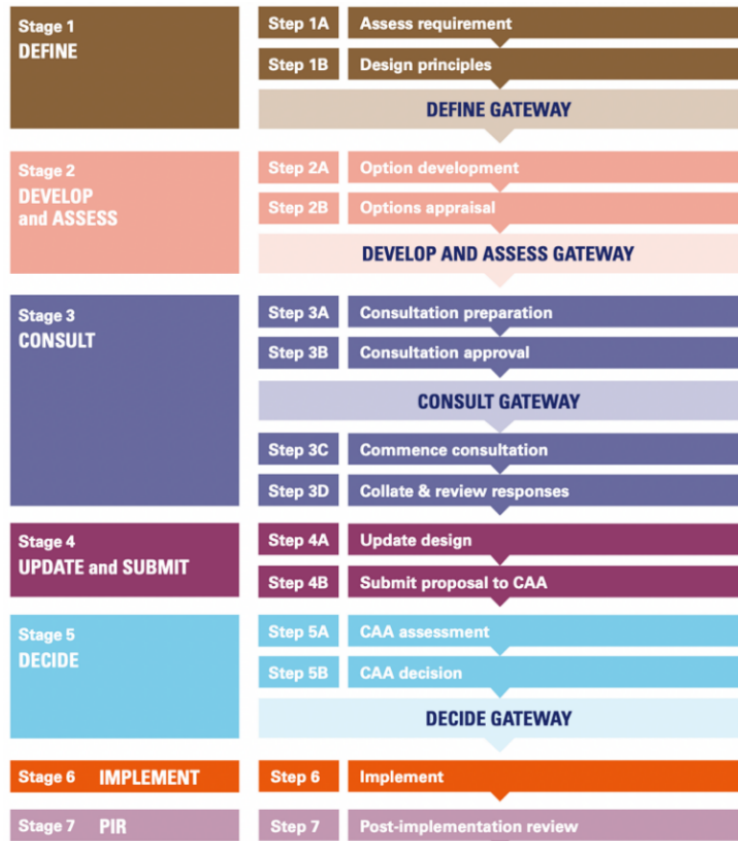 Stage 1
DEFINE
Step 1A Assess requirement
Step 1B Design principles
DEFINE GATEWAY
Stage 2
DEVELOP
and ASSESS
Step 2A Option development
Step 2B Options appraisal
DEVELOP AND ASSESS GATEWAY
Stage 3
CONSULT
Step 3A Consultation preparation
Step 3B Consultation approval
CONSULT GATEWAY
Step 3C Commence consultation
Step 3D Collate & review responses
Stage 4
UPDATE and SUBMIT
Step 4A Update design
Step 4B Submit proposal to CAA
Stage 5
DECIDE
Step 5A CAA assessment
Step 5B CAA decision
DECIDE GATEWAY
Stage 6 IMPLEMENT
Step 6 Implement
Stage 7 PIR
Step 7 Post-implementation review